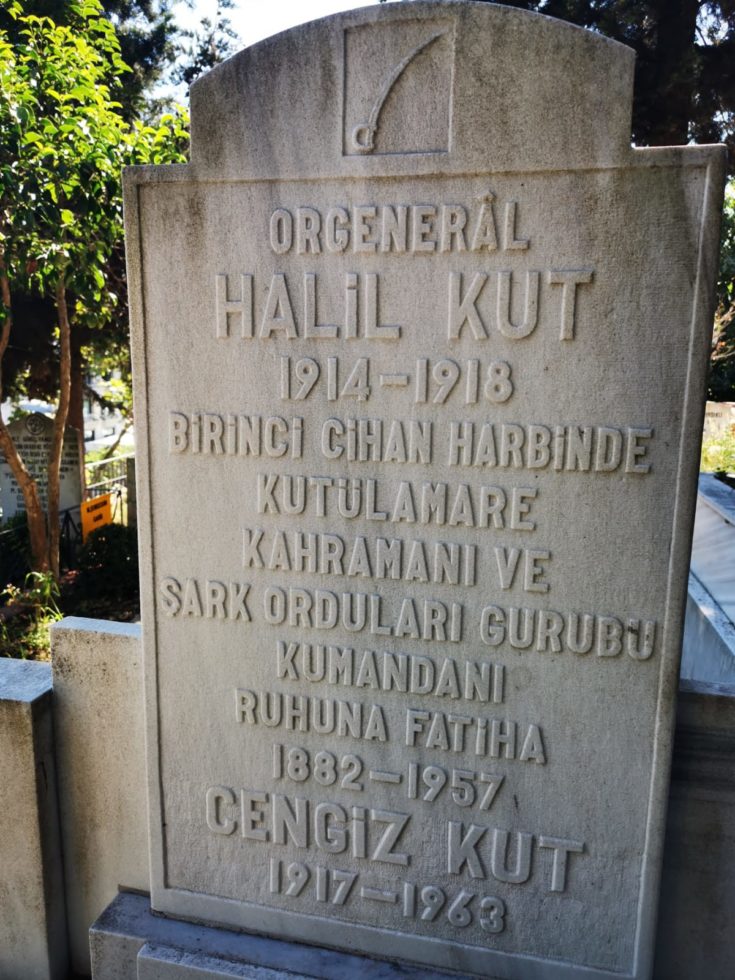 ORGENERÂL
HALİL KUT
1914-1918
BİRİNCİ CİHAN HARBİNDE
KUTÜLAMARE
KAHRAMANI VE
ŞARK ORDULARI GURUBU
KUMANDANI
RUHUNA FATİHA
1882-1957
CENGİZ KUT
1917-1963